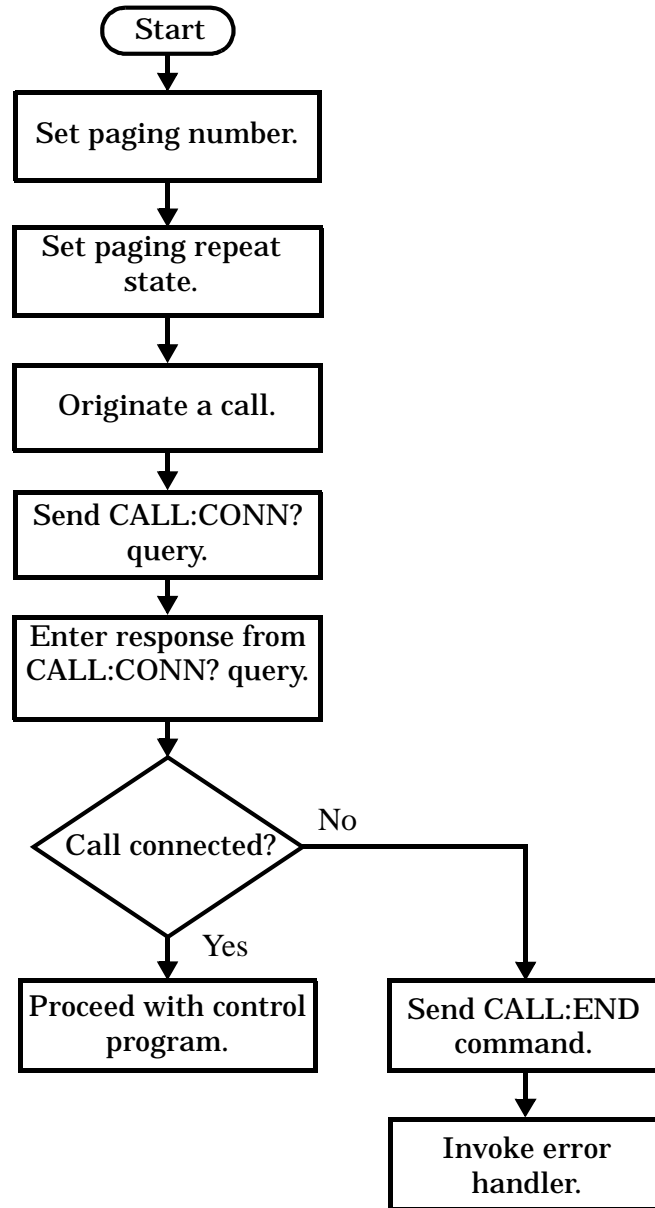 Start
Set paging number.
Set paging repeat
state.
Originate a call.
Send CALL:CONN?
query.
Enter response from
CALL:CONN? query.
Call connected?
No
Yes
Proceed with control
program.
Send CALL:END
command.
Invoke error
handler.